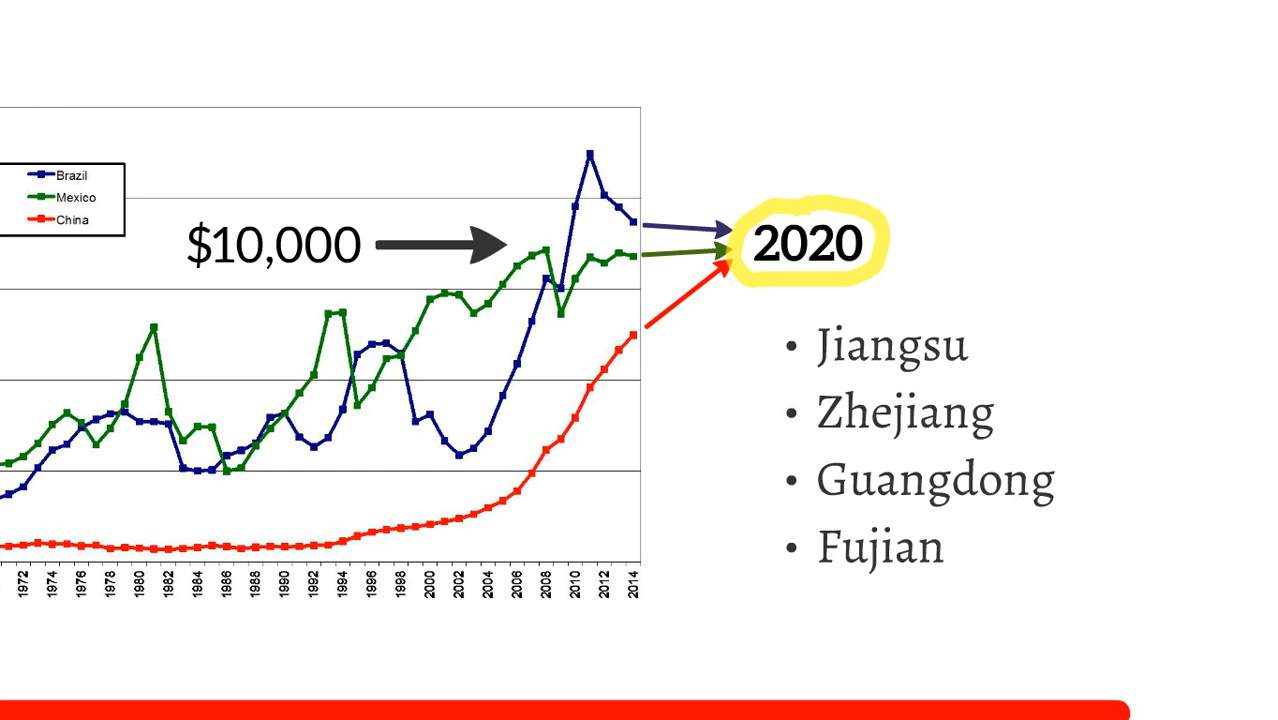 Brazil
Mexico
China
$10,000
2020
• Jiangsu
• Zhejiang
• Guangdong
• Fujian
1972 1974 1976 1978 1980 1982 1984 1986 1988 1990 1992 1994 1996 1998 2000 2002 2004 2006 2008 2010 2012 2014